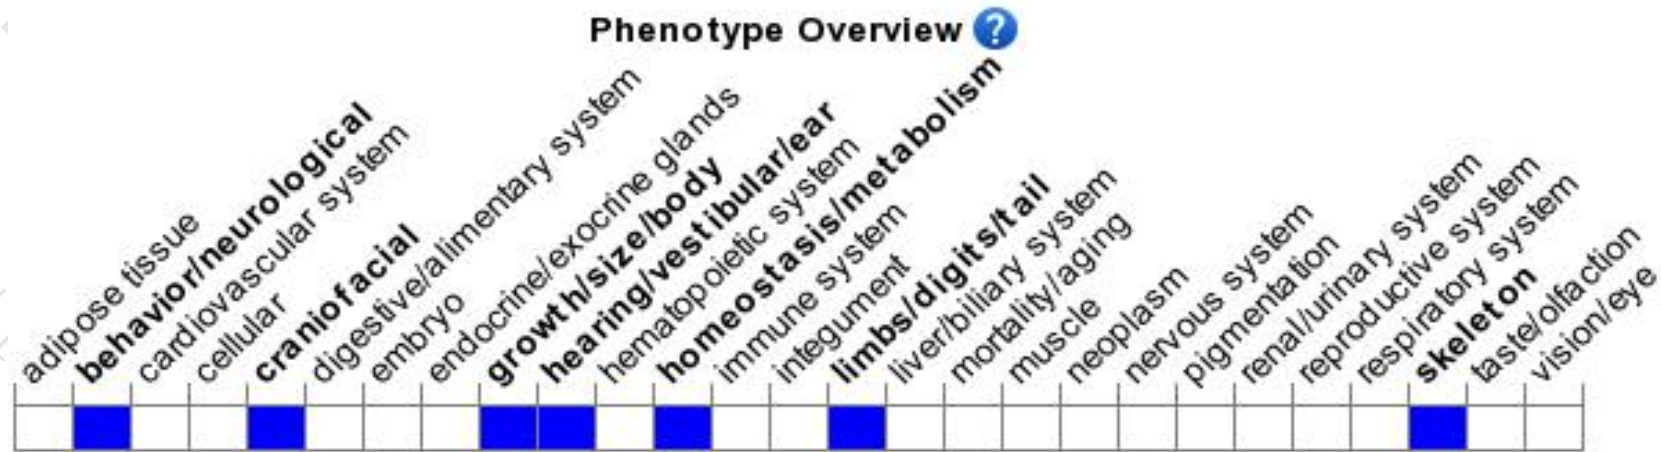 Phenotype Overview ?
adipose tissue
behavior/neurological
cardiovascular system
cellular
craniofacial
digestive/alimentary system
embryo
endocrine/exocrine glands
growth/size/body
hearing/vestibular/ear
hematopoietic system
homeostasis/metabolism
immune system
integument
limbs/digits/tail
liver/biliary system
mortality/aging
muscle
neoplasm
nervous system
pigmentation
renal/urinary system
reproductive system
respiratory system
skeleton
taste/olfaction
vision/eye